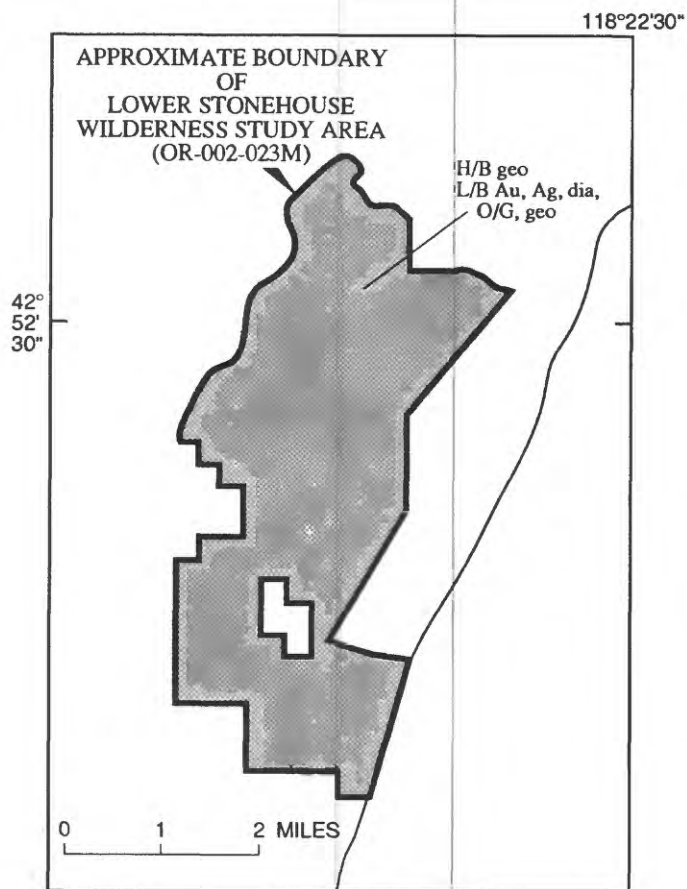 118°22'30"
APPROXIMATE BOUNDARY
OF
LOWER STONEHOUSE
WILDERNESS STUDY AREA
(OR-002-023M)
H/B geo
L/B Au, Ag, dia,
O/G, geo
42°
52'
30"
0 1 2 MILES